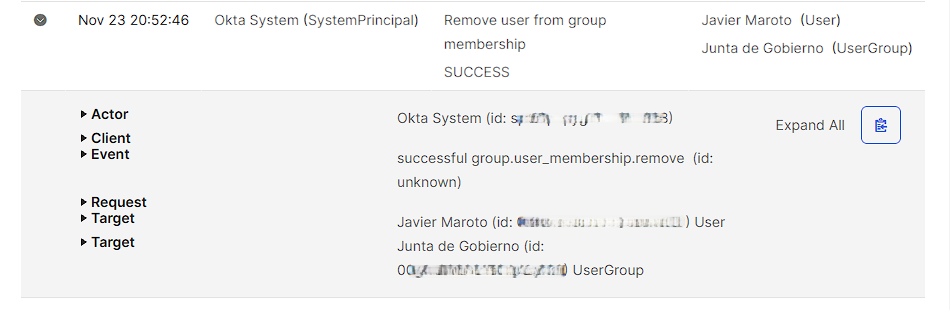 Nov 23 20:52:46 Okta System (SystemPrincipal) Remove user from group Javier Maroto (User)
membership Junta de Gobierno (UserGroup)
SUCCESS
Actor Okta System (id: ) Expand All
Client
Event successful group.user_membership.remove (id:
unknown)
Request
Target Javier Maroto (id: ) User
Target Junta de Gobierno (id:
00 ) UserGroup